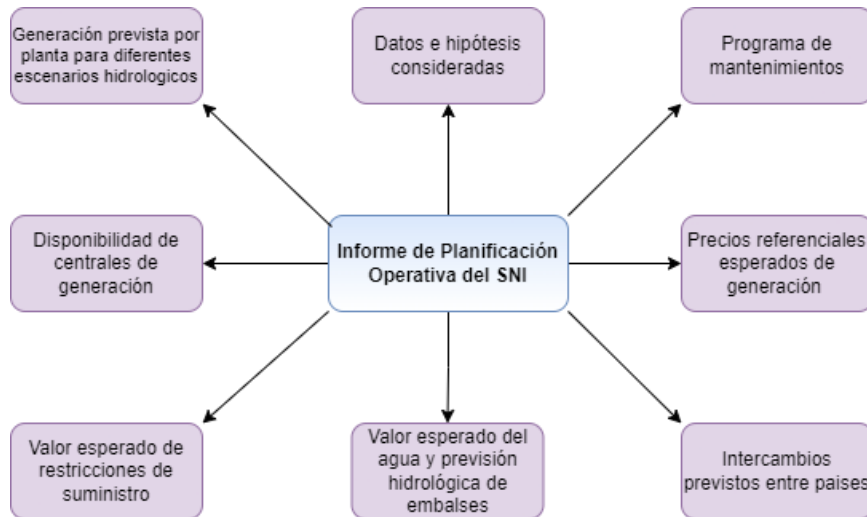 Generación prevista por
planta para diferentes
escenarios hidrologicos
Datos e hipótesis
consideradas
Programa de
mantenimientos
Disponibilidad de
centrales de
generación
Informe de Planificación
Operativa del SNI
Precios referenciales
esperados de
generación
Valor esperado de
restricciones de
suministro
Valor esperado del
agua y previsión
hidrológica de
embalses
Intercambios
previstos entre paises